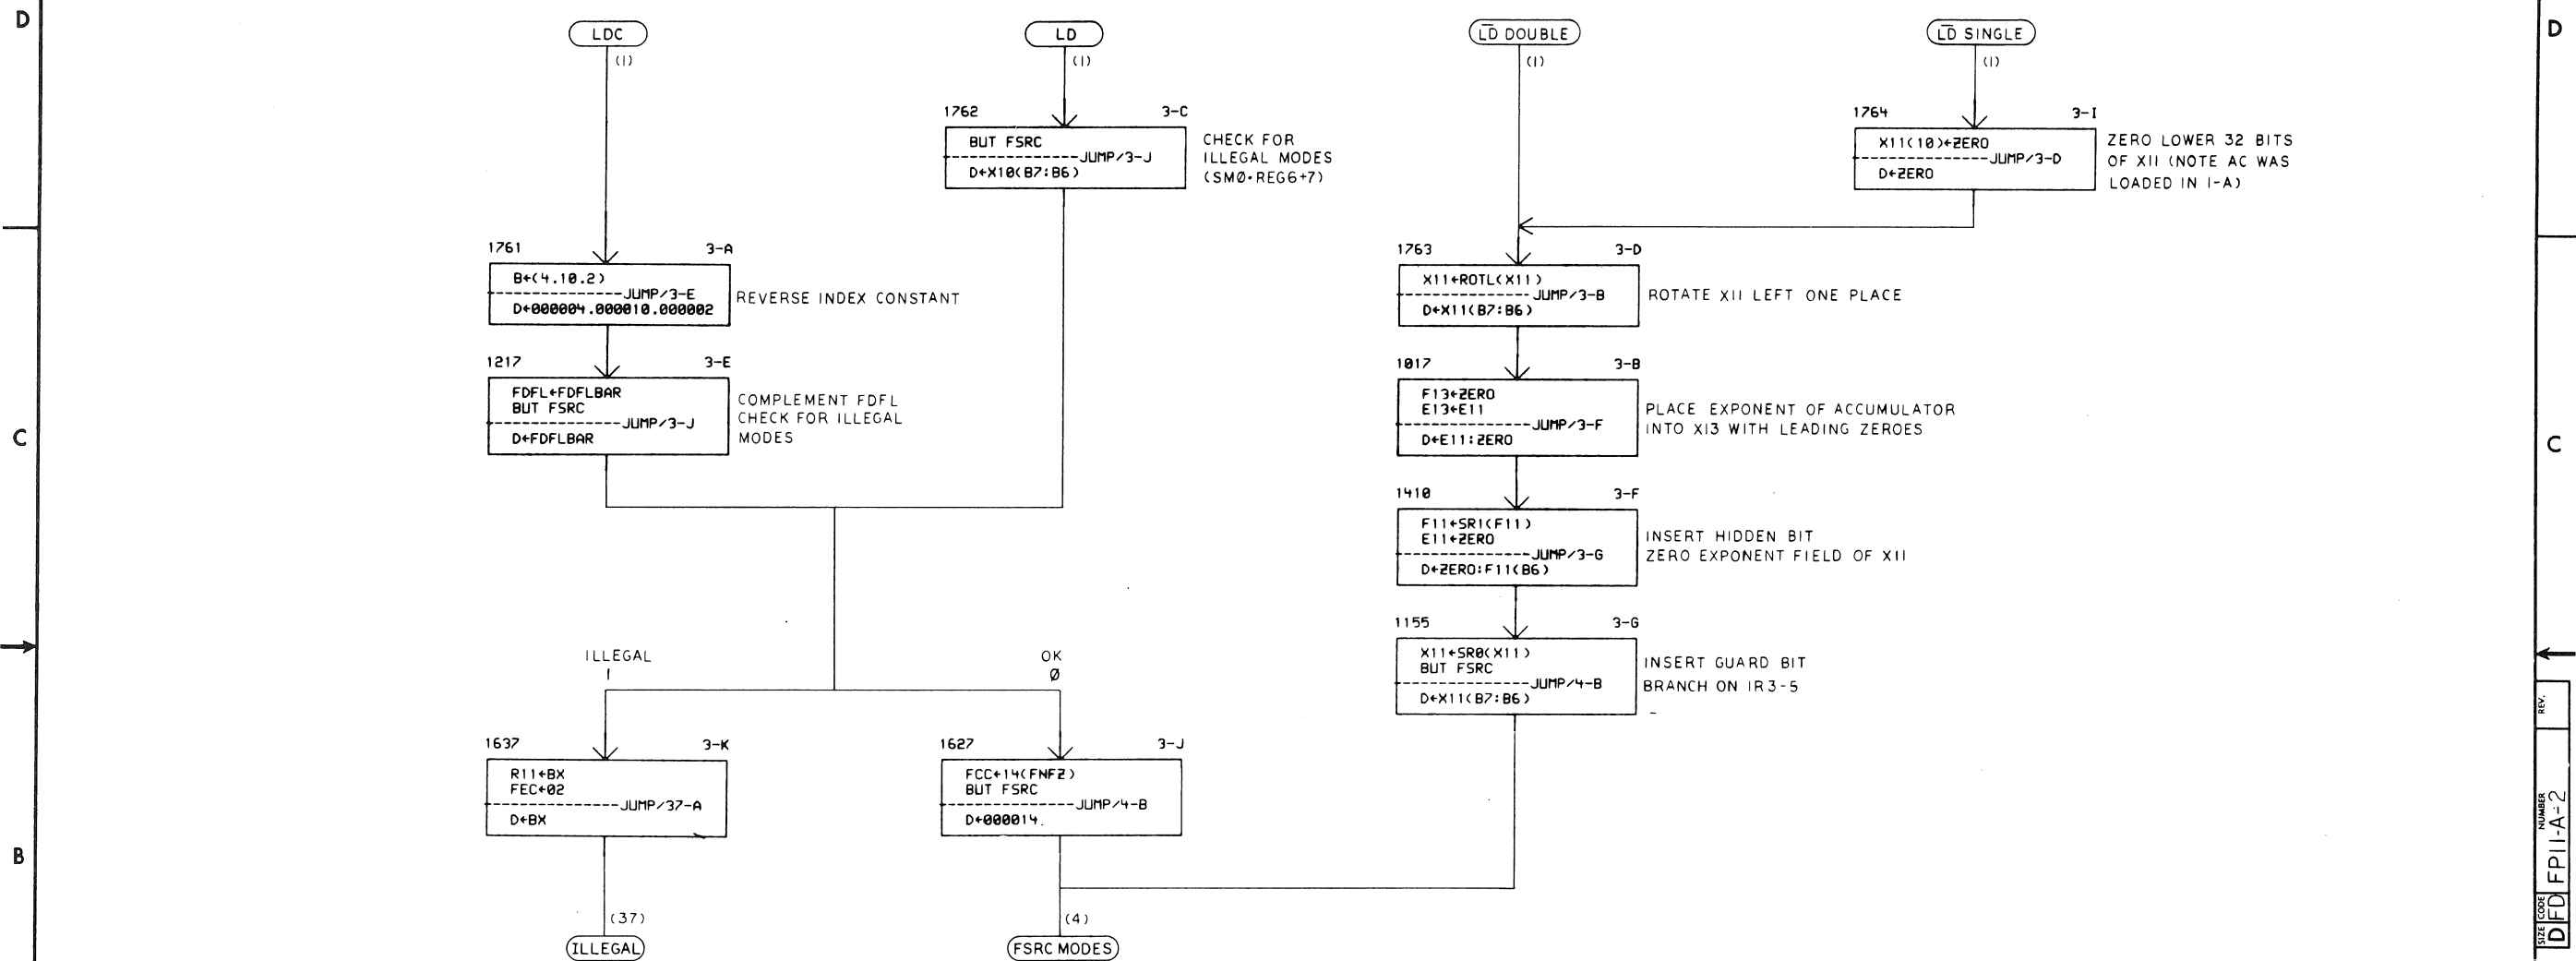 D
D
LDC
(1)
LD
(1)
L̅D̅ DOUBLE
(1)
L̅D̅ SINGLE
(1)
1762 3-C
BUT FSRC
JUMP/3-J
D←X10(B7:B6)
CHECK FOR
ILLEGAL MODES
(SMØ•REG6+7)
1764 3-I
X11(10)←ZERO
JUMP/3-D
D←ZERO
ZERO LOWER 32 BITS
OF X11 (NOTE AC WAS
LOADED IN 1-A)
1761 3-A
B←(4.10.2)
JUMP/3-E
D←000004.000010.000002
REVERSE INDEX CONSTANT
1763 3-D
X11←ROTL(X11)
JUMP/3-B
D←X11(B7:B6)
ROTATE X11 LEFT ONE PLACE
1217 3-E
FDFL←FDFLBAR
BUT FSRC
JUMP/3-J
D←FDFLBAR
COMPLEMENT FDFL
CHECK FOR ILLEGAL
MODES
1017 3-B
F13←ZERO
E13←E11
JUMP/3-F
D←E11:ZERO
PLACE EXPONENT OF ACCUMULATOR
INTO X13 WITH LEADING ZEROES
C
C
1410 3-F
F11←SR1(F11)
E11←ZERO
JUMP/3-G
D←ZERO:F11(B6)
INSERT HIDDEN BIT
ZERO EXPONENT FIELD OF X11
1155 3-G
X11←SR0(X11)
BUT FSRC
JUMP/4-B
D←X11(B7:B6)
INSERT GUARD BIT
BRANCH ON IR3-5
ILLEGAL
1
OK
Ø
1637 3-K
R11←BX
FEC←02
JUMP/37-A
D←BX
1627 3-J
FCC←14(FNFZ)
BUT FSRC
JUMP/4-B
D←000014.
B
(37)
ILLEGAL
(4)
FSRC MODES
REV.
NUMBER
FP11-A-2
SIZE CODE
D FD